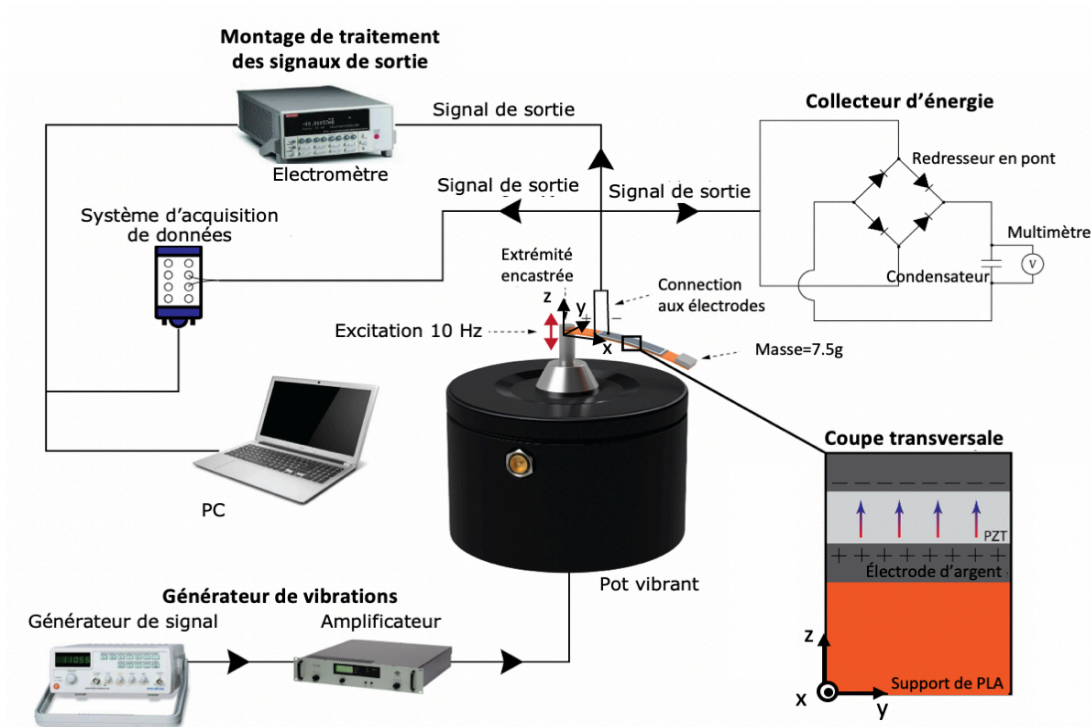 Montage de traitement
des signaux de sortie
Signal de sortie
Electromètre
Collecteur d'énergie
Redresseur en pont
Signal de sortie
Signal de sortie
Système d'acquisition
de données
Multimètre
V
Condensateur
Extrémité
encastrée
Connection
aux électrodes
z
y
+
−
x
Excitation 10 Hz
Masse=7.5g
Coupe transversale
PC
− − − − − − −
PZT
+ + + + + + + + +
Électrode d'argent
Pot vibrant
Générateur de vibrations
Générateur de signal
Amplificateur
z
Support de PLA
x
y